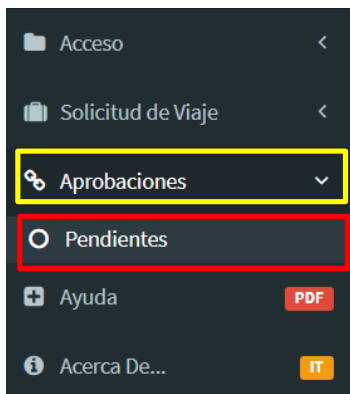 Acceso
Solicitud de Viaje
Aprobaciones
Pendientes
Ayuda PDF
Acerca De... IT